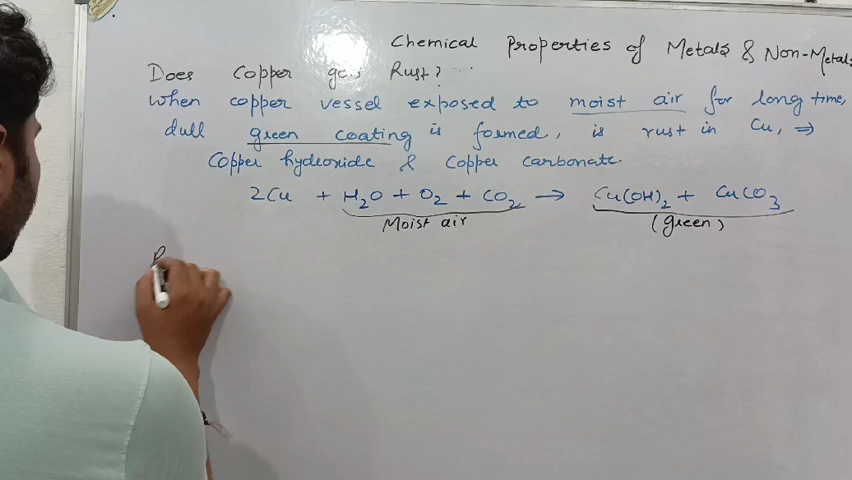 Chemical Properties of Metals & Non-Metals
Does Copper gets Rust?
When copper vessel exposed to moist air for long time,
dull green coating is formed, is rust in Cu, ⇒
Copper hydroxide & Copper carbonate.
2Cu + H₂O + O₂ + CO₂ → Cu(OH)₂ + CuCO₃
Moist air (green)